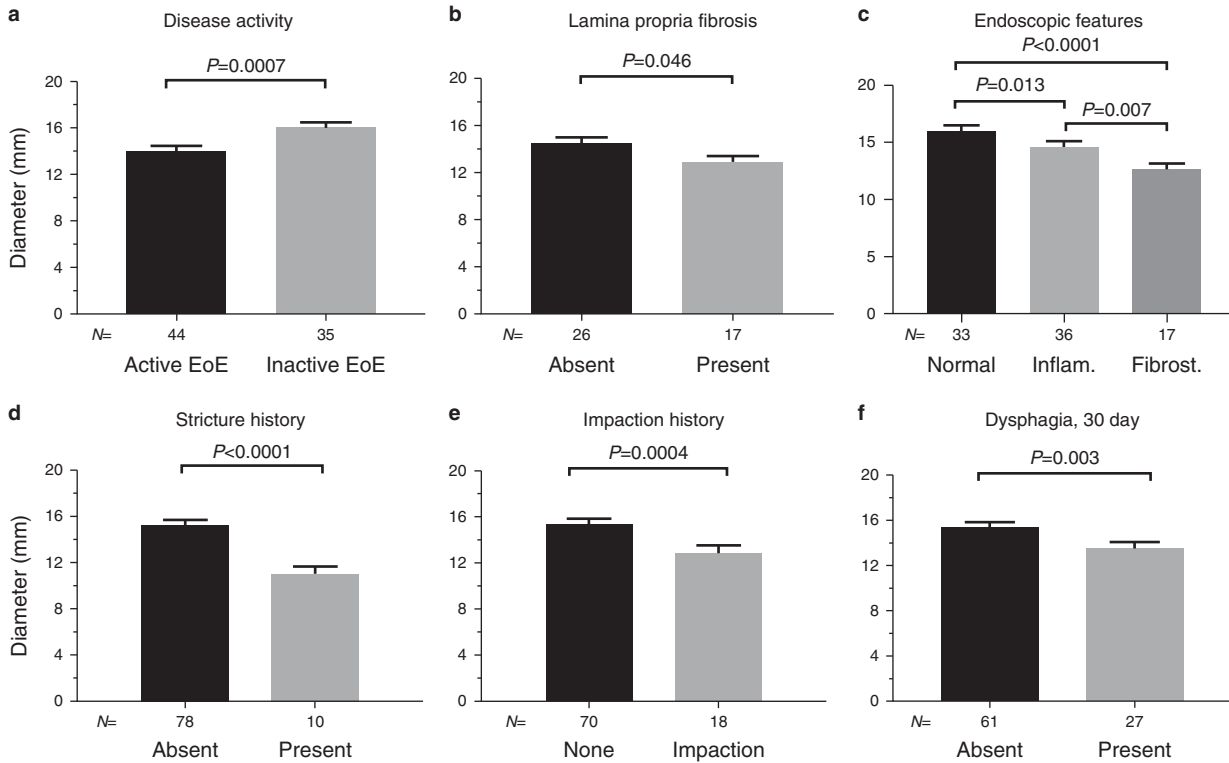 a Disease activity
P=0.0007
Diameter (mm)
20
16
12
8
4
0
N= 44 35
Active EoE Inactive EoE
b Lamina propria fibrosis
P=0.046
20
16
12
8
4
0
N= 26 17
Absent Present
c Endoscopic features
P<0.0001
P=0.013
P=0.007
20
15
10
5
0
N= 33 36 17
Normal Inflam. Fibrost.
d Stricture history
P<0.0001
Diameter (mm)
20
16
12
8
4
0
N= 78 10
Absent Present
e Impaction history
P=0.0004
20
16
12
8
4
0
N= 70 18
None Impaction
f Dysphagia, 30 day
P=0.003
20
16
12
8
4
0
N= 61 27
Absent Present